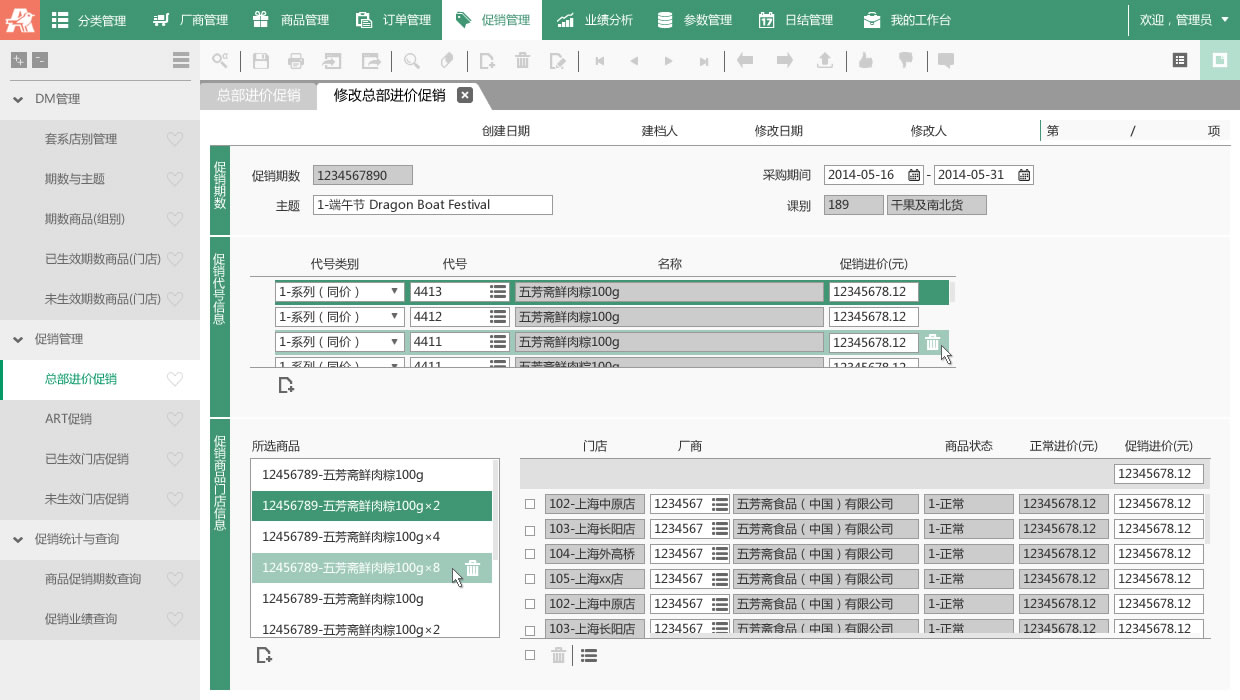 分类管理 厂商管理 商品管理 订单管理 促销管理 业绩分析 参数管理 日结管理 我的工作台 欢迎，管理员
总部进价促销 修改总部进价促销
DM管理
套系店别管理
期数与主题
期数商品(组别)
已生效期数商品(门店)
未生效期数商品(门店)
促销管理
总部进价促销
ART促销
已生效门店促销
未生效门店促销
促销统计与查询
商品促销期数查询
促销业绩查询
创建日期 建档人 修改日期 修改人 第 / 项
促销期数
促销期数 1234567890 采购期间 2014-05-16 - 2014-05-31
主题 1-端午节 Dragon Boat Festival 课别 189 干果及南北货
促销代号信息
代号类别 代号 名称 促销进价(元)
1-系列（同价） 4413 五芳斋鲜肉粽100g 12345678.12
1-系列（同价） 4412 五芳斋鲜肉粽100g 12345678.12
1-系列（同价） 4411 五芳斋鲜肉粽100g 12345678.12
1-系列（同价） 4411 五芳斋鲜肉粽100g 12345678.12
促销商品门店信息
所选商品
12456789-五芳斋鲜肉粽100g
12456789-五芳斋鲜肉粽100g×2
12456789-五芳斋鲜肉粽100g×4
12456789-五芳斋鲜肉粽100g×8
12456789-五芳斋鲜肉粽100g
12456789-五芳斋鲜肉粽100g×2
门店 厂商 商品状态 正常进价(元) 促销进价(元)
12345678.12
102-上海中原店 1234567 五芳斋食品（中国）有限公司 1-正常 12345678.12 12345678.12
103-上海长阳店 1234567 五芳斋食品（中国）有限公司 1-正常 12345678.12 12345678.12
104-上海外高桥 1234567 五芳斋食品（中国）有限公司 1-正常 12345678.12 12345678.12
105-上海xx店 1234567 五芳斋食品（中国）有限公司 1-正常 12345678.12 12345678.12
102-上海中原店 1234567 五芳斋食品（中国）有限公司 1-正常 12345678.12 12345678.12
103-上海长阳店 1234567 五芳斋食品（中国）有限公司 1-正常 12345678.12 12345678.12